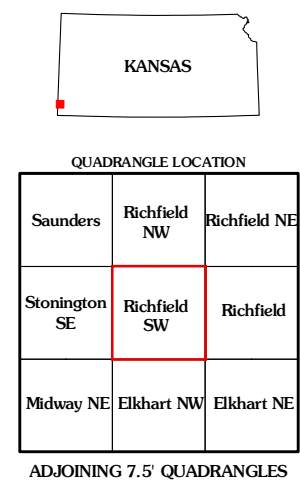 KANSAS
QUADRANGLE LOCATION
Saunders
Richfield
NW
Richfield NE
Stonington
SE
Richfield
SW
Richfield
Midway NE
Elkhart NW
Elkhart NE
ADJOINING 7.5' QUADRANGLES